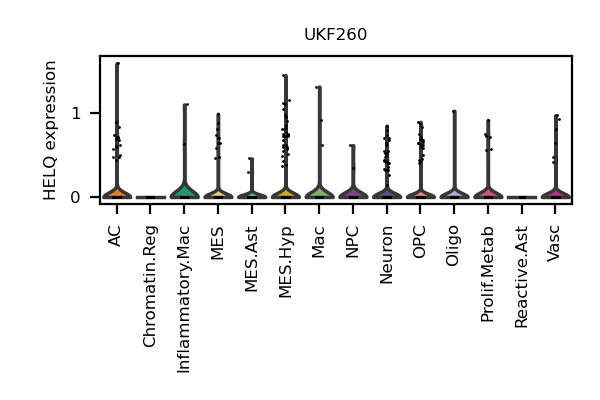 UKF260
HELQ expression
1
0
AC
Chromatin.Reg
Inflammatory.Mac
MES
MES.Ast
MES.Hyp
Mac
NPC
Neuron
OPC
Oligo
Prolif.Metab
Reactive.Ast
Vasc